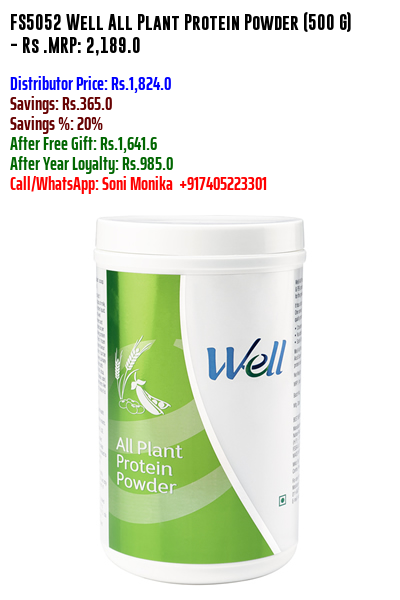 FS5052 Well All Plant Protein Powder (500 G)
- Rs .MRP: 2,189.0
Distributor Price: Rs.1,824.0
Savings: Rs.365.0
Savings %: 20%
After Free Gift: Rs.1,641.6
After Year Loyalty: Rs.985.0
Call/WhatsApp: Soni Monika +917405223301
Well
All Plant
Protein
Powder